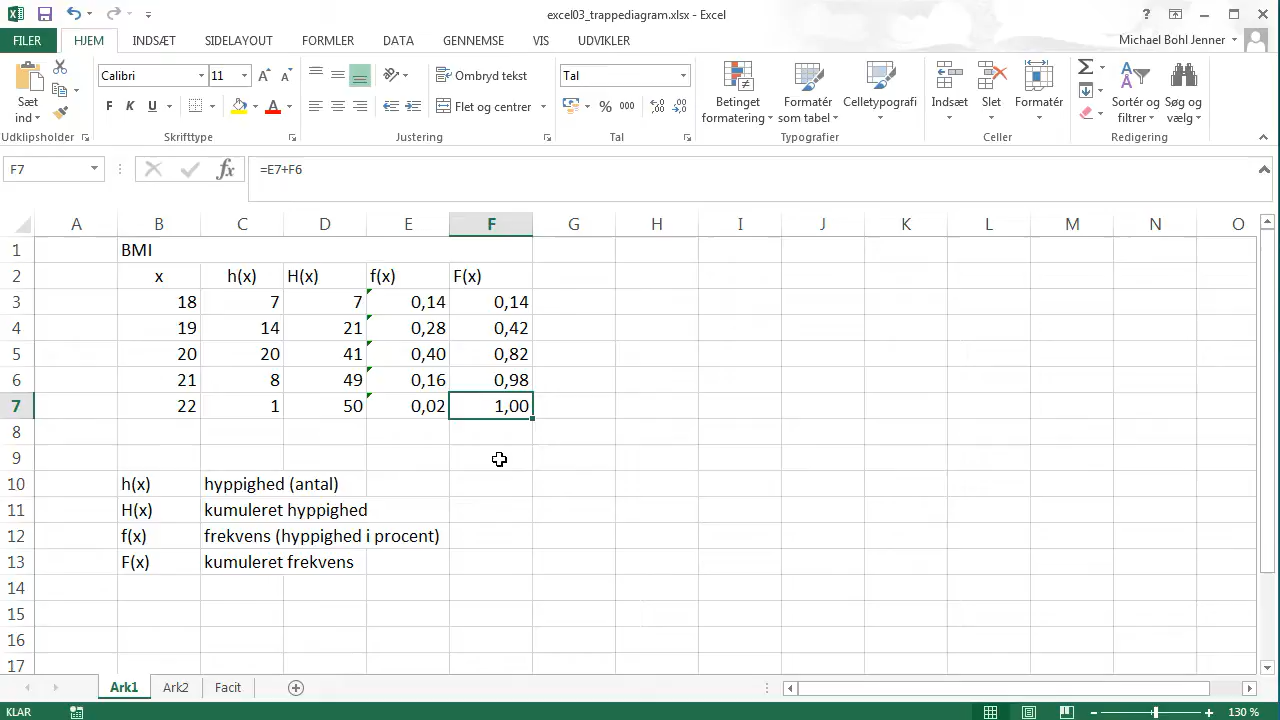 excel03_trappediagram.xlsx - Excel
FILER HJEM INDSÆT SIDELAYOUT FORMLER DATA GENNEMSE VIS UDVIKLER Michael Bohl Jenner
Sæt ind
Calibri 11
F P U
Ombryd tekst
Flet og centrer
Tal
% 000
Betinget formatering
Formatér som tabel
Celletypografi
Indsæt
Slet
Formatér
Sortér og filtrer
Søg og vælg
Udklipsholder Skrifttype Justering Tal Typografier Celler Redigering
F7 fx =E7+F6
A B C D E F G H I J K L M N O
1 BMI
2 x h(x) H(x) f(x) F(x)
3 18 7 7 0,14 0,14
4 19 14 21 0,28 0,42
5 20 20 41 0,40 0,82
6 21 8 49 0,16 0,98
7 22 1 50 0,02 1,00
8
9
10 h(x) hyppighed (antal)
11 H(x) kumuleret hyppighed
12 f(x) frekvens (hyppighed i procent)
13 F(x) kumuleret frekvens
14
15
16
17
Ark1 Ark2 Facit
KLAR 130 %